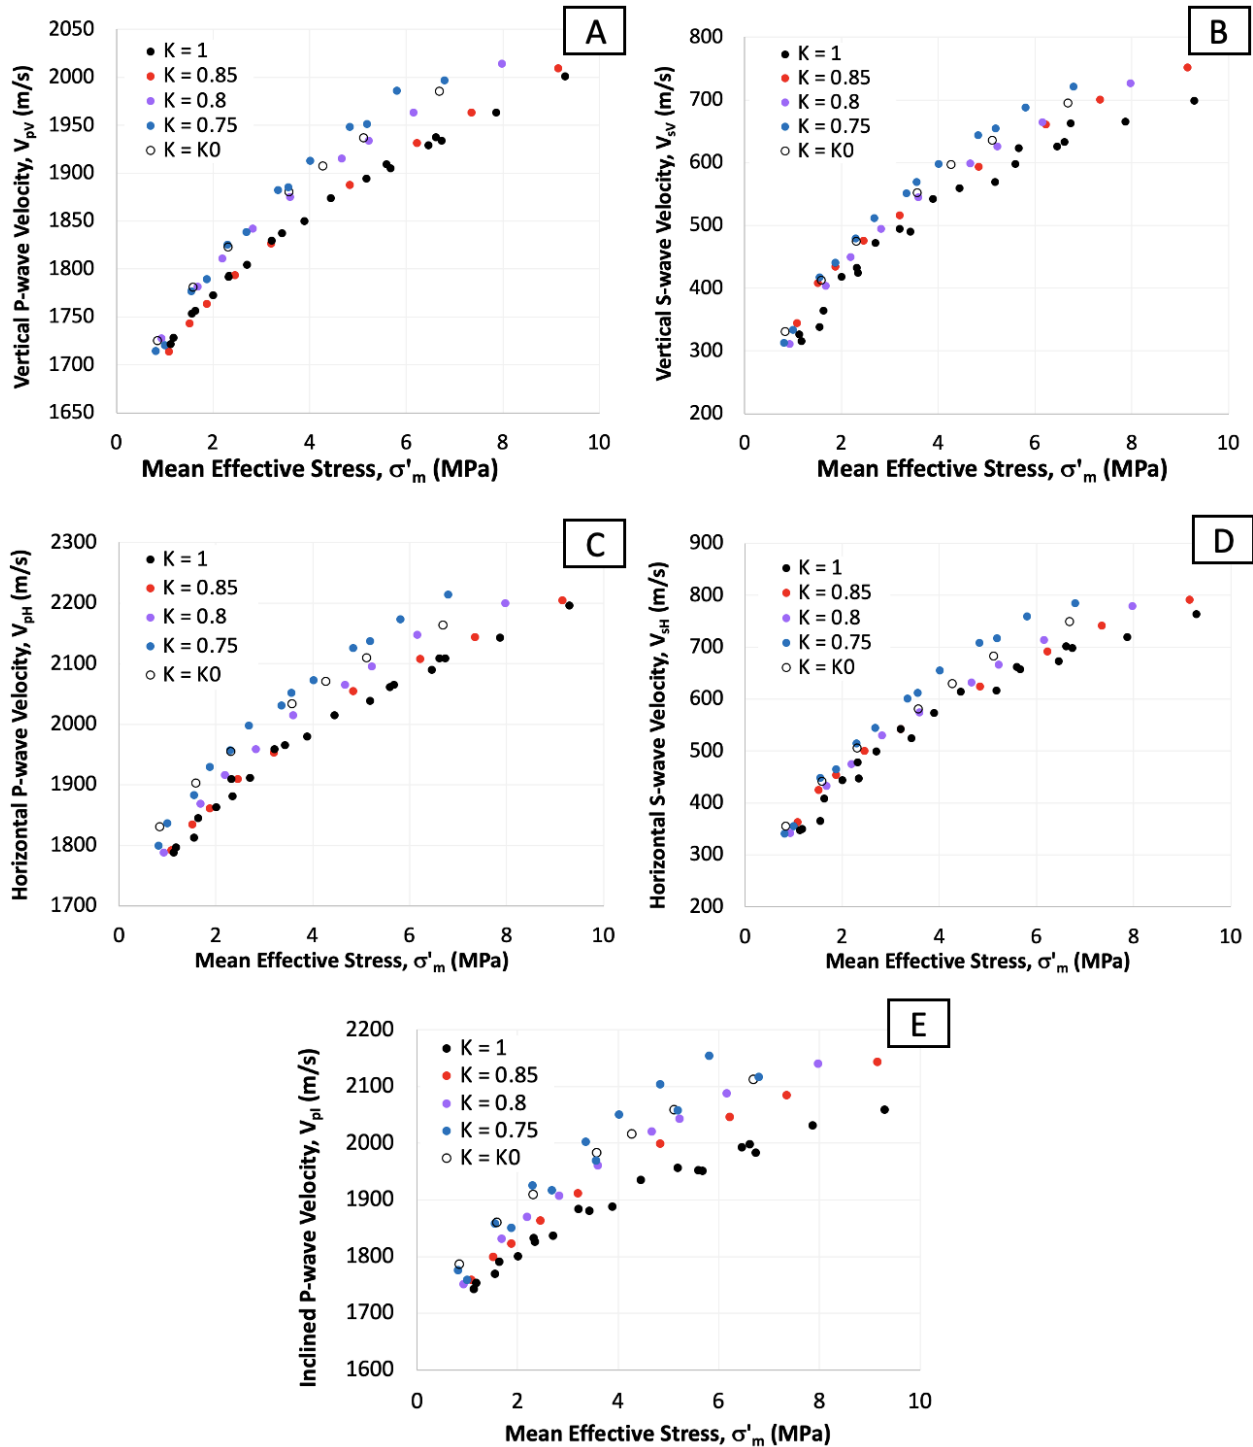 A
Vertical P-wave Velocity, VpV (m/s)
2050
2000
1950
1900
1850
1800
1750
1700
1650
K = 1
K = 0.85
K = 0.8
K = 0.75
K = K0
0 2 4 6 8 10
Mean Effective Stress, σ'm (MPa)
B
Vertical S-wave Velocity, VsV (m/s)
800
700
600
500
400
300
200
K = 1
K = 0.85
K = 0.8
K = 0.75
K = K0
0 2 4 6 8 10
Mean Effective Stress, σ'm (MPa)
C
Horizontal P-wave Velocity, VpH (m/s)
2300
2200
2100
2000
1900
1800
1700
K = 1
K = 0.85
K = 0.8
K = 0.75
K = K0
0 2 4 6 8 10
Mean Effective Stress, σ'm (MPa)
D
Horizontal S-wave Velocity, VsH (m/s)
900
800
700
600
500
400
300
200
K = 1
K = 0.85
K = 0.8
K = 0.75
K = K0
0 2 4 6 8 10
Mean Effective Stress, σ'm (MPa)
E
Inclined P-wave Velocity, VpI (m/s)
2200
2100
2000
1900
1800
1700
1600
K = 1
K = 0.85
K = 0.8
K = 0.75
K = K0
0 2 4 6 8 10
Mean Effective Stress, σ'm (MPa)